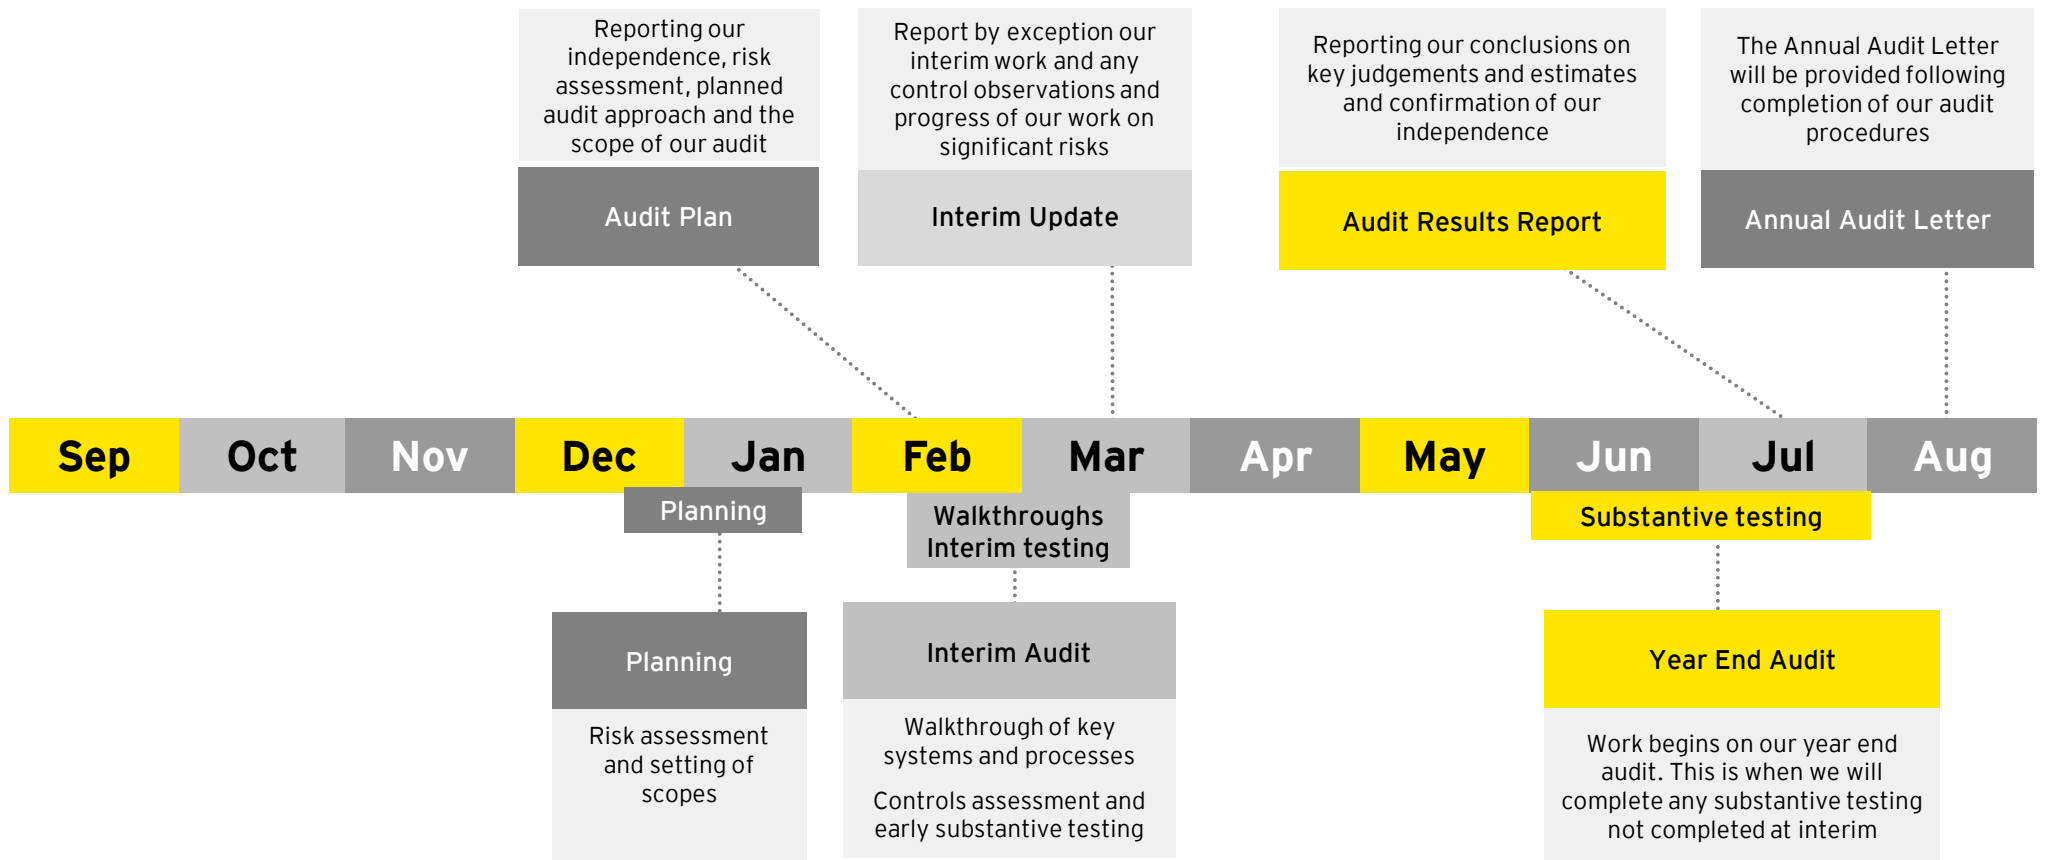 Reporting our
independence, risk
assessment, planned
audit approach and the
scope of our audit
Audit Plan
Report by exception our
interim work and any
control observations and
progress of our work on
significant risks
Interim Update
Reporting our conclusions on
key judgements and estimates
and confirmation of our
independence
Audit Results Report
The Annual Audit Letter
will be provided following
completion of our audit
procedures
Annual Audit Letter
Sep Oct Nov Dec Jan Feb Mar Apr May Jun Jul Aug
Planning
Walkthroughs
Interim testing
Substantive testing
Planning
Risk assessment
and setting of
scopes
Interim Audit
Walkthrough of key
systems and processes
Controls assessment and
early substantive testing
Year End Audit
Work begins on our year end
audit. This is when we will
complete any substantive testing
not completed at interim